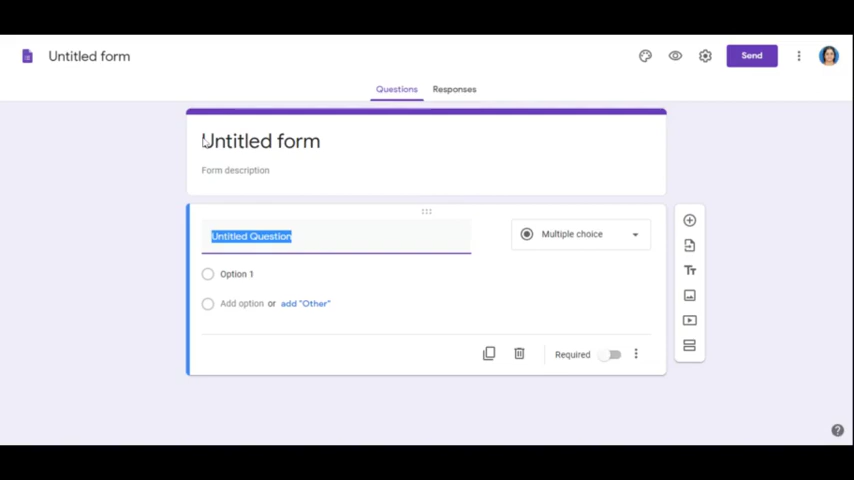 Untitled form
Send
Questions
Responses
Untitled form
Form description
Untitled Question
Multiple choice
Option 1
Add option or add "Other"
Tт
Required